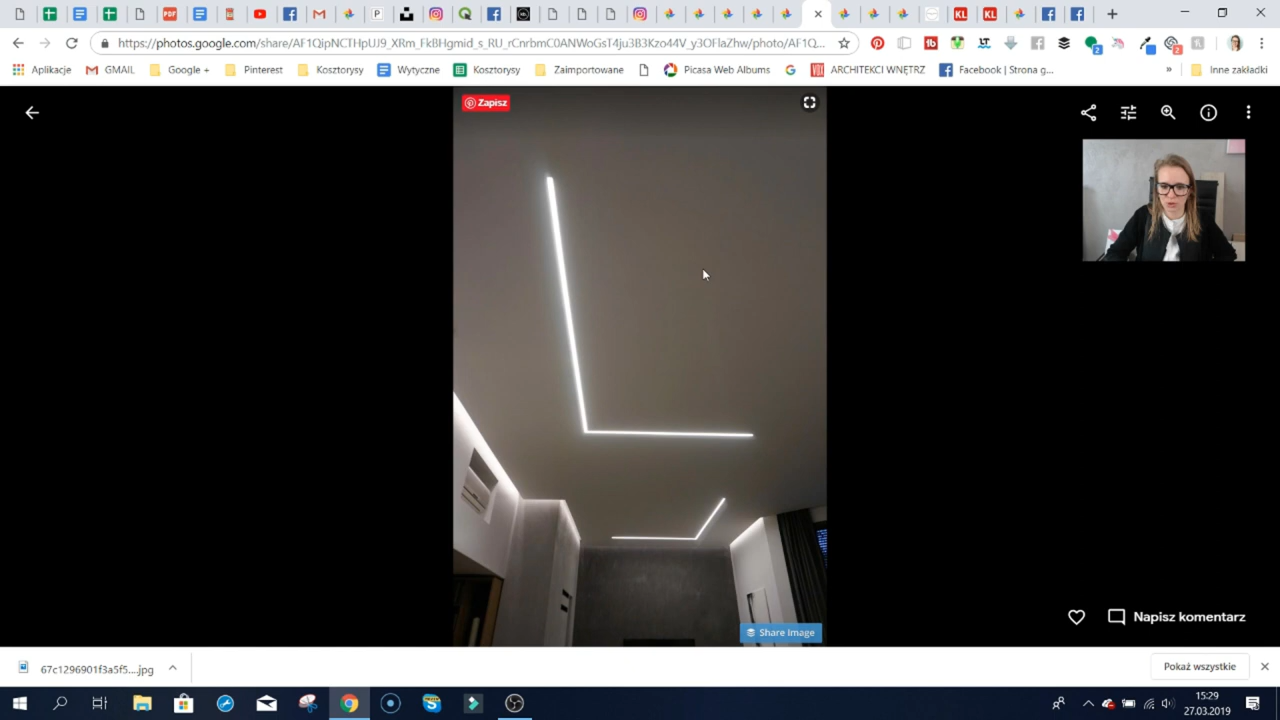 https://photos.google.com/share/AF1QipNCTHpUJ9_XRm_FkBHgmid_s_RU_rCnrbmC0ANWoGsT4ju3B3Kzo44V_y3OFlaZhw/photo/AF1Q...
Aplikacje GMAIL Google + Pinterest Kosztorysy Wytyczne Kosztorysy Zaimportowane Picasa Web Albums ARCHITEKCI WNĘTRZ Facebook | Strona g... » Inne zakładki
Zapisz
Share Image
Napisz komentarz
67c1296901f3a5f5....jpg
Pokaż wszystkie
15:29
27.03.2019